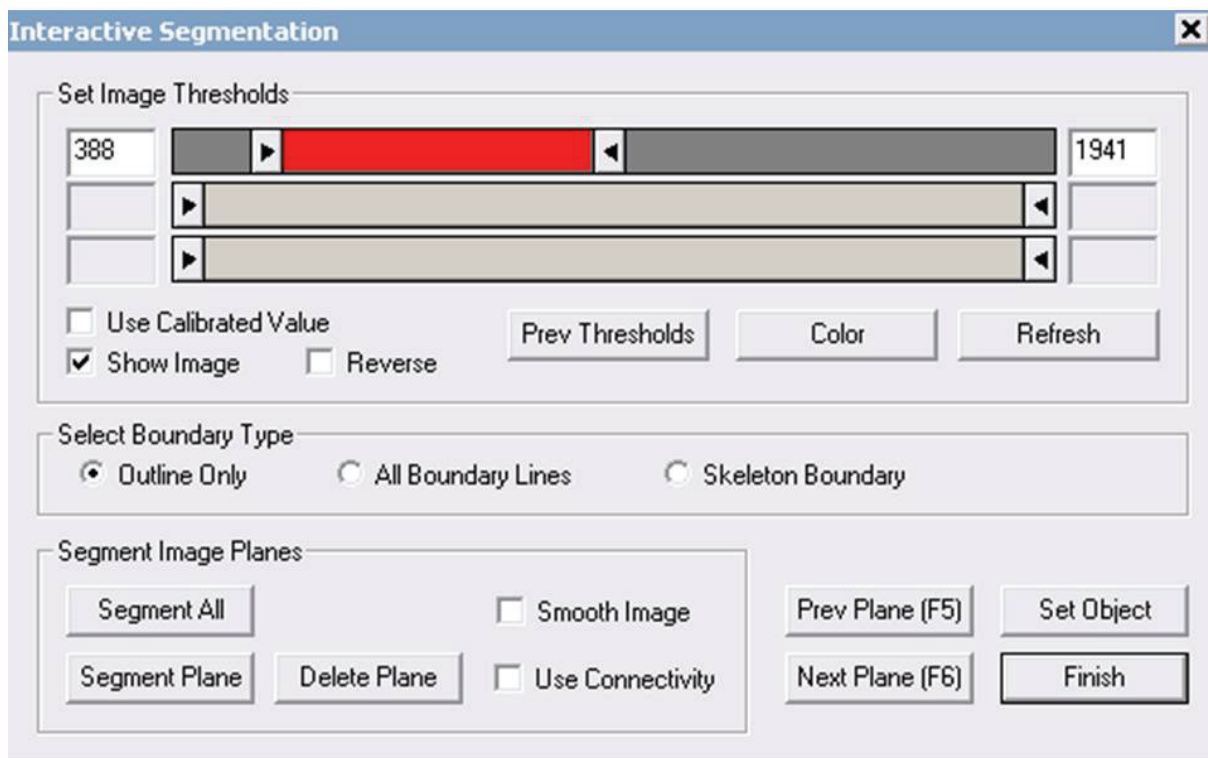 Interactive Segmentation
Set Image Thresholds
388 1941
Use Calibrated Value
Prev Thresholds Color Refresh
Show Image Reverse
Select Boundary Type
Outline Only All Boundary Lines Skeleton Boundary
Segment Image Planes
Segment All Smooth Image Prev Plane (F5) Set Object
Segment Plane Delete Plane Use Connectivity Next Plane (F6) Finish